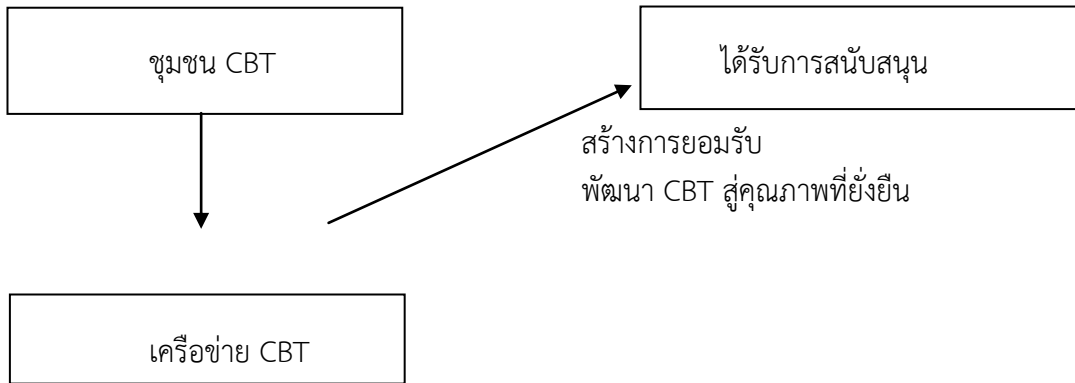 ชุมชน CBT
ได้รับการสนับสนุน
สร้างการยอมรับ
พัฒนา CBT สู่คุณภาพที่ยั่งยืน
เครือข่าย CBT